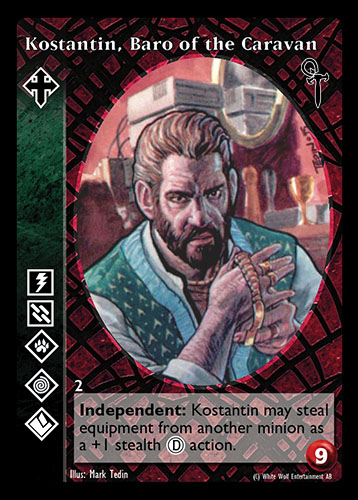 Kostantin, Baro of the Caravan
2
Independent: Kostantin may steal
equipment from another minion as
a +1 stealth Ⓓ action.
9
Illus: Mark Tedin
(C) White Wolf Entertainment AB